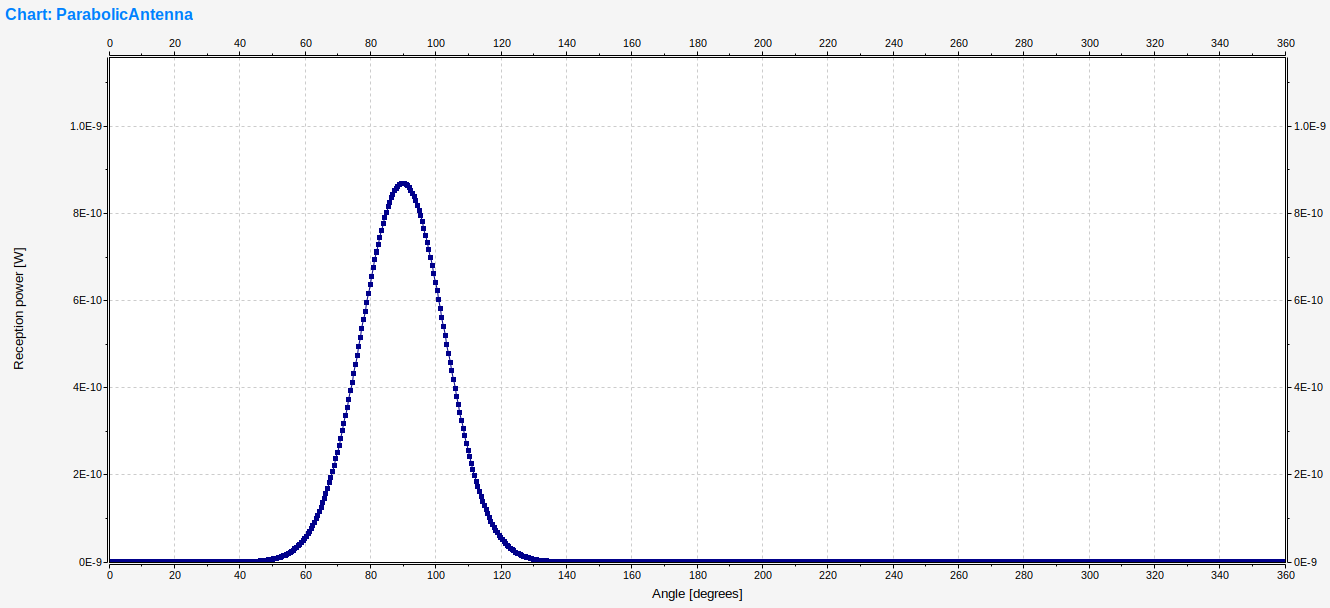 Chart: ParabolicAntenna
0 20 40 60 80 100 120 140 160 180 200 220 240 260 280 300 320 340 360
1.0E-9 1.0E-9
8E-10 8E-10
6E-10 6E-10
4E-10 4E-10
2E-10 2E-10
0E-9 0E-9
Reception power [W]
0 20 40 60 80 100 120 140 160 180 200 220 240 260 280 300 320 340 360
Angle [degrees]